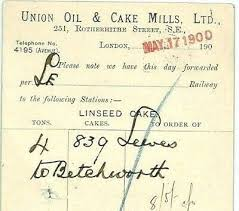 UNION OIL & CAKE MILLS, LTD.,
251, ROTHERHITHE STREET, S.E.,
Telephone No.
4195 (AVENUE)
LONDON,
MAY.17 1900
190
Please note we have this day forwarded
per
Railway
to the following Stations:—
LINSEED CAKE.
TONS. CAKES. TO ORDER OF
4 839
to Betchworth